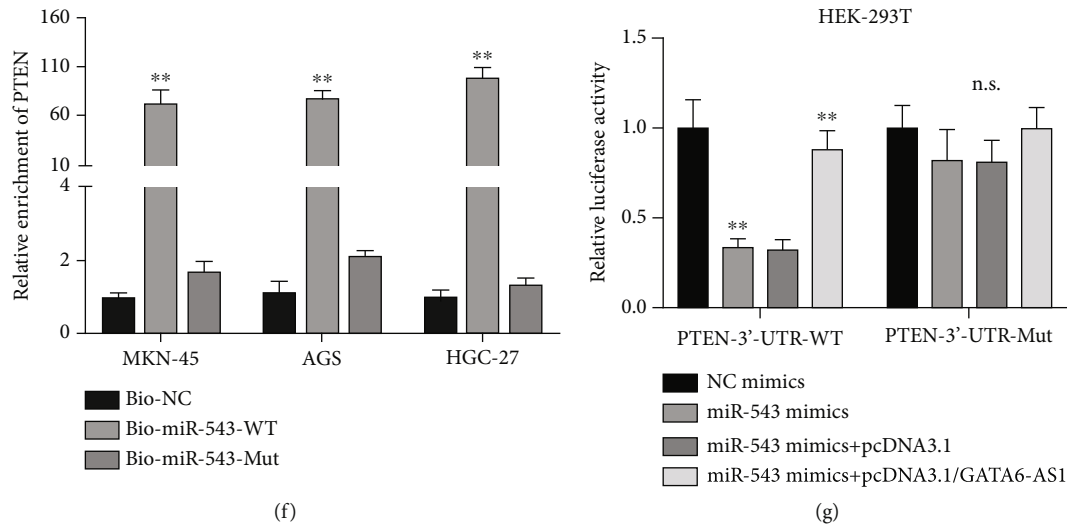 Relative enrichment of PTEN
160
110
60
10
4
2
0
**
**
**
MKN-45
AGS
HGC-27
Bio-NC
Bio-miR-543-WT
Bio-miR-543-Mut
(f)
HEK-293T
Relative luciferase activity
1.5
1.0
0.5
0.0
**
**
n.s.
PTEN-3'-UTR-WT
PTEN-3'-UTR-Mut
NC mimics
miR-543 mimics
miR-543 mimics+pcDNA3.1
miR-543 mimics+pcDNA3.1/GATA6-AS1
(g)